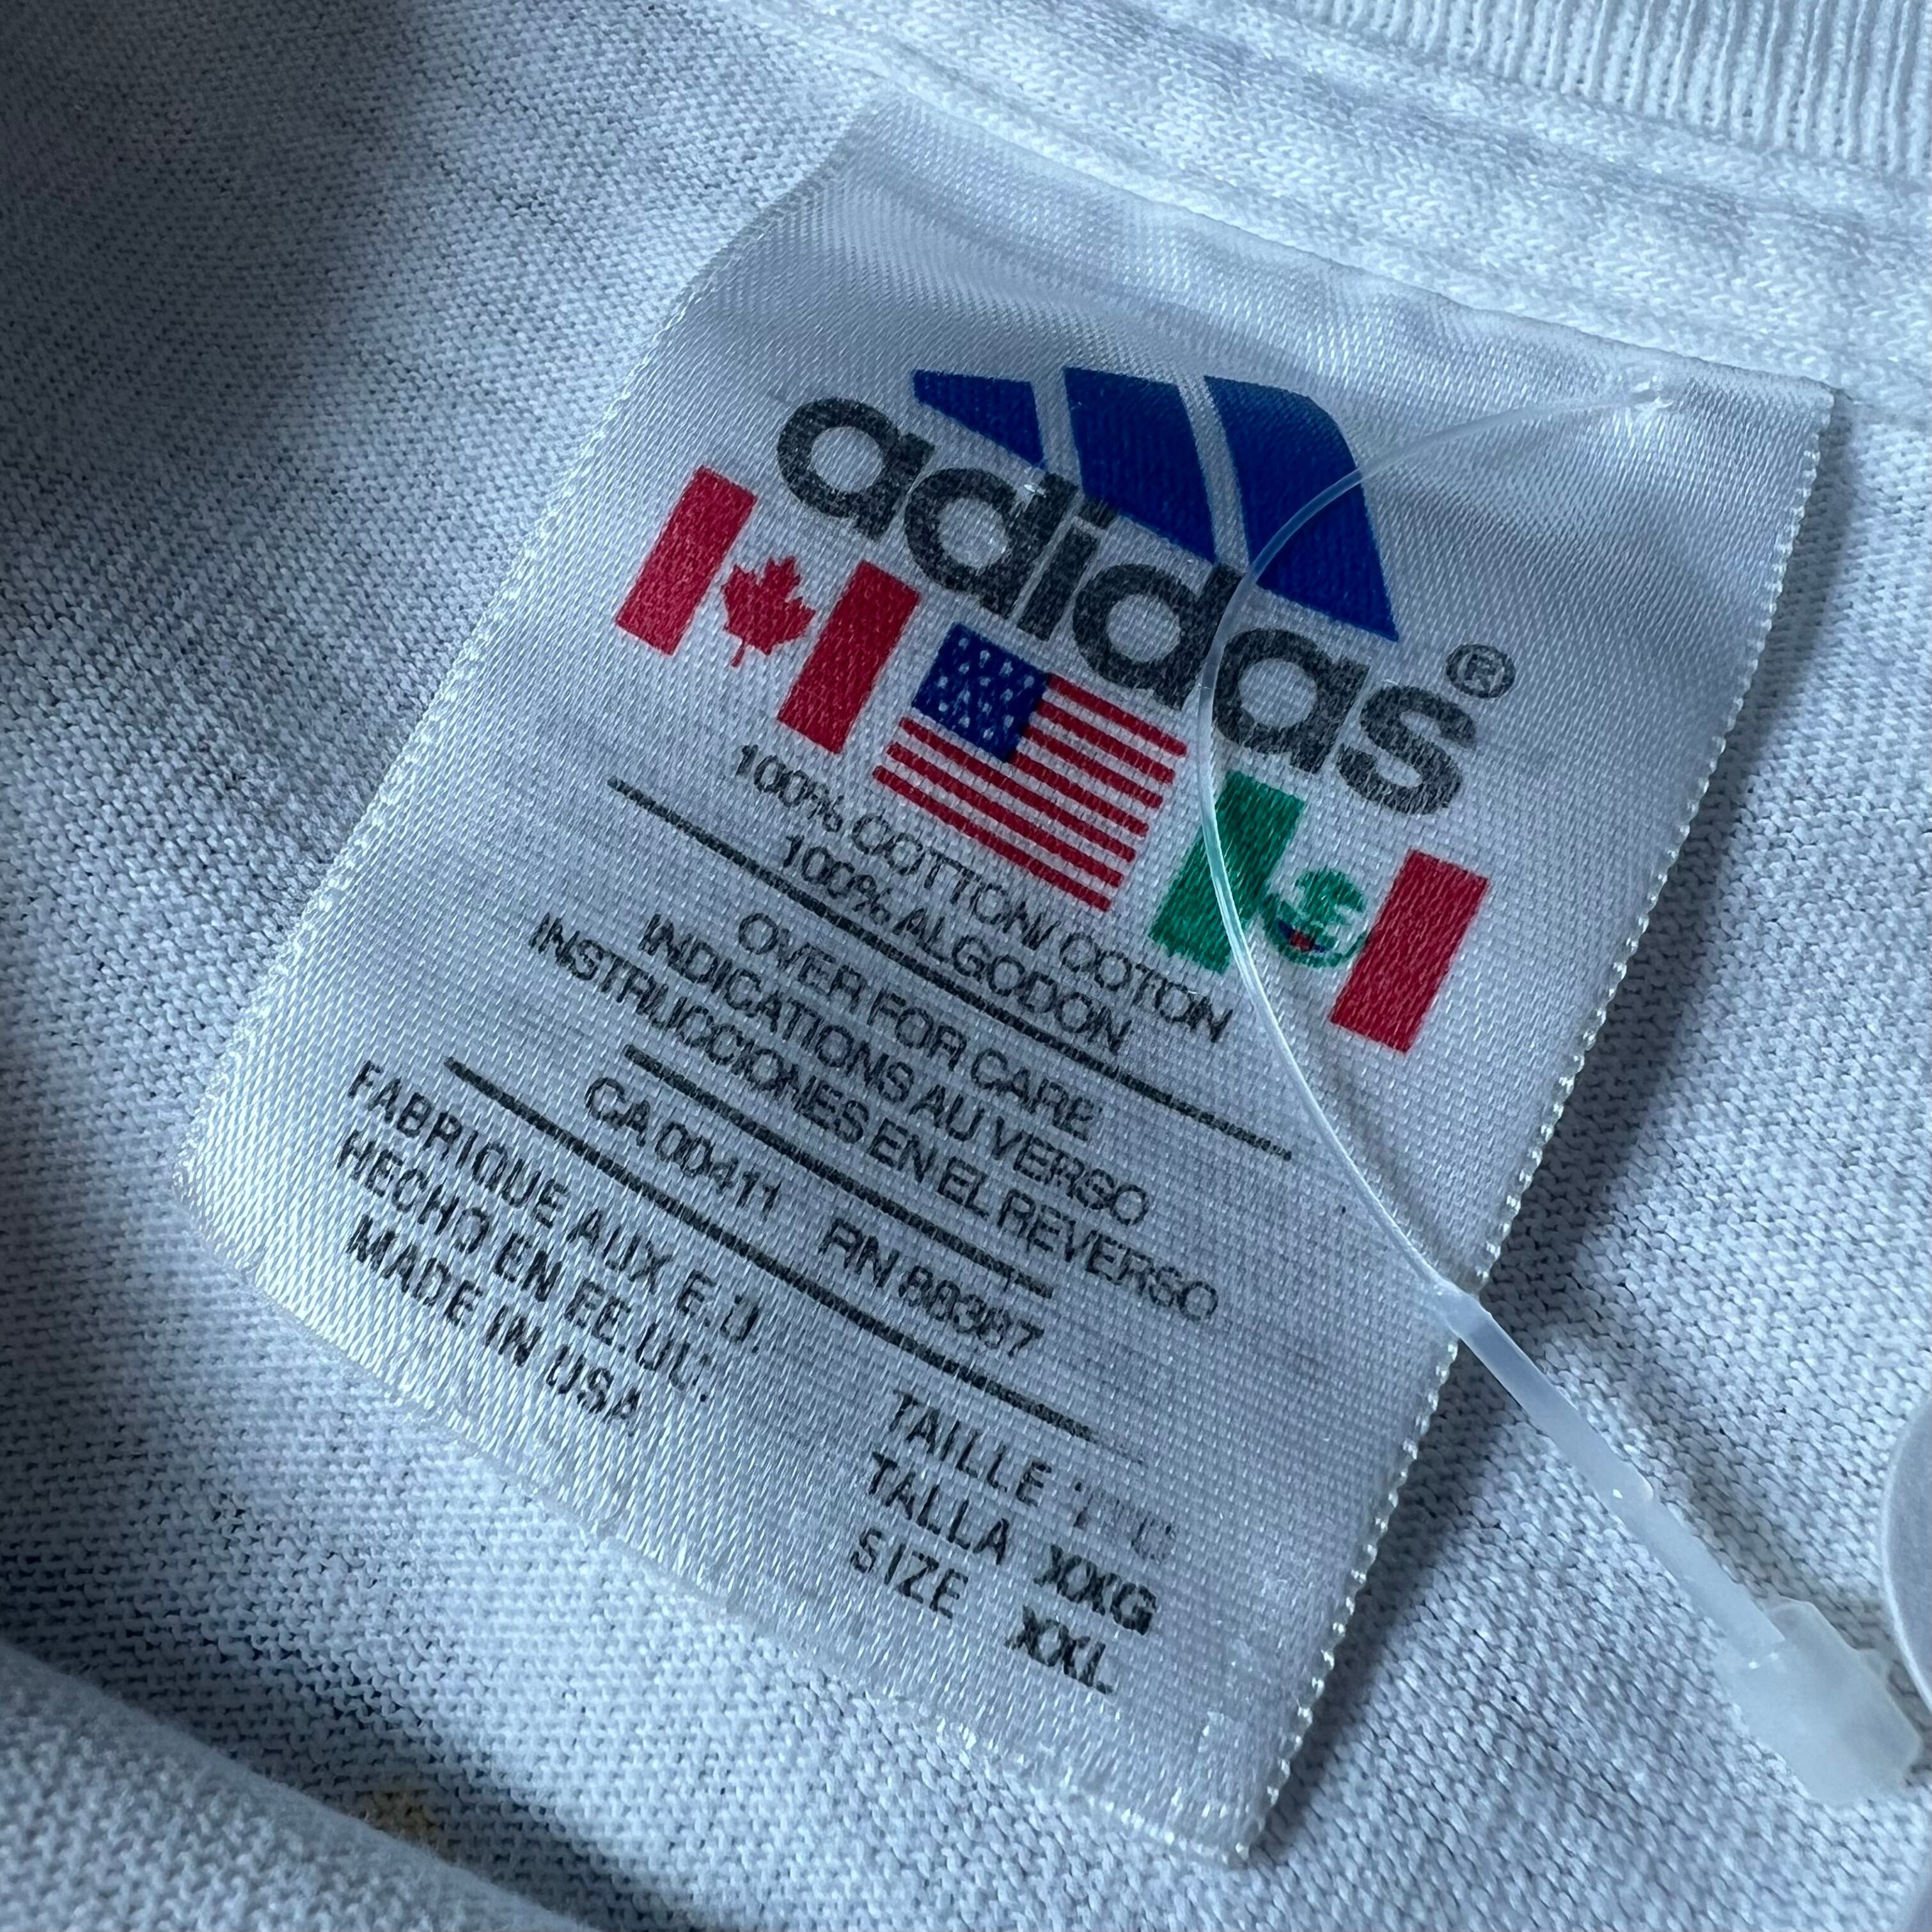 adidas®
100% COTTON/ COTON
100% ALGODON
OVER FOR CARE
INDICATIONS AU VERSO
INSTRUCCIONES EN EL REVERSO
CA 00411 RN 88387
FABRIQUE AUX E.U.
HECHO EN EE.UU.
MADE IN USA
TAILLE
TALLA XXG
SIZE XXL